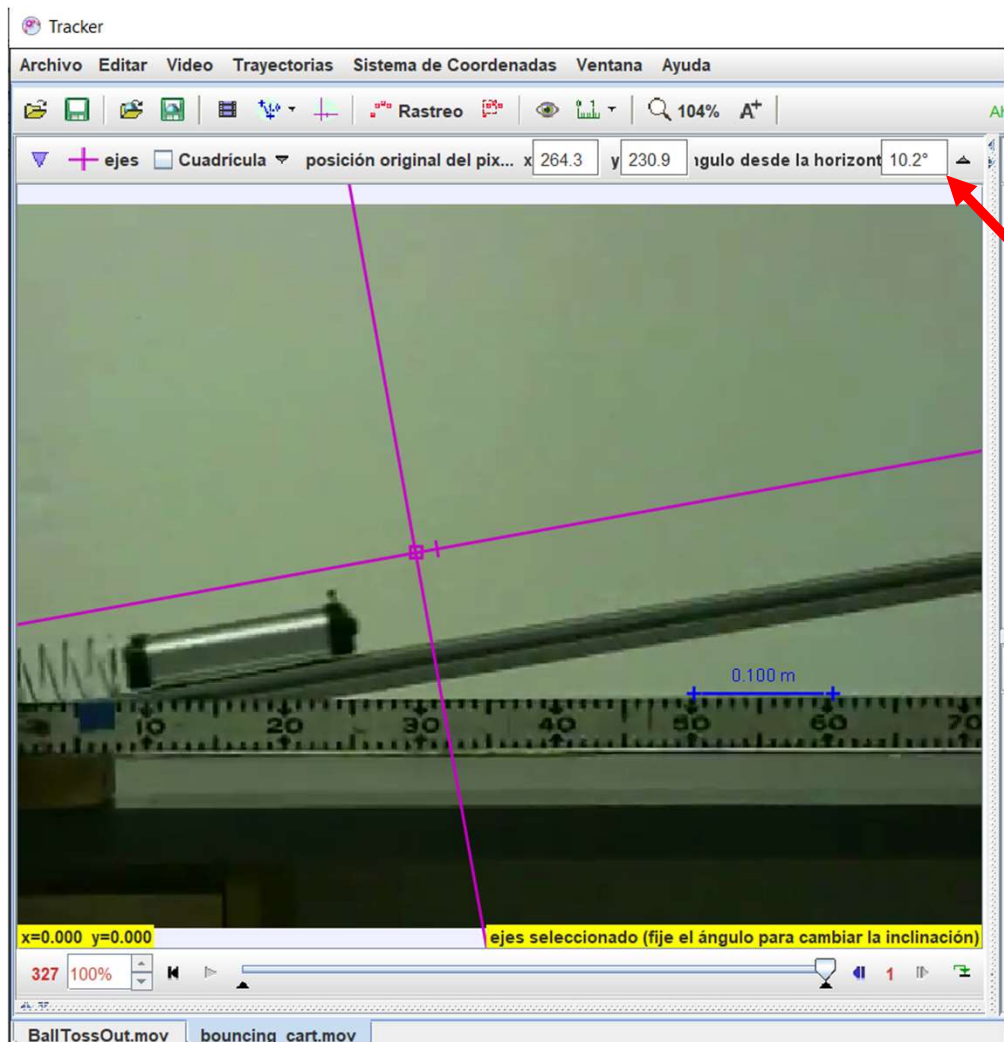 Tracker
Archivo Editar Video Trayectorias Sistema de Coordenadas Ventana Ayuda
Rastreo 104% A+
ejes Cuadrícula posición original del pix... x 264.3 y 230.9 ngulo desde la horizont 10.2°
0.100 m
10 20 30 40 50 60 70
x=0.000 y=0.000
ejes seleccionado (fije el ángulo para cambiar la inclinación)
327 100% 1
BallTossOut.mov bouncing_cart.mov